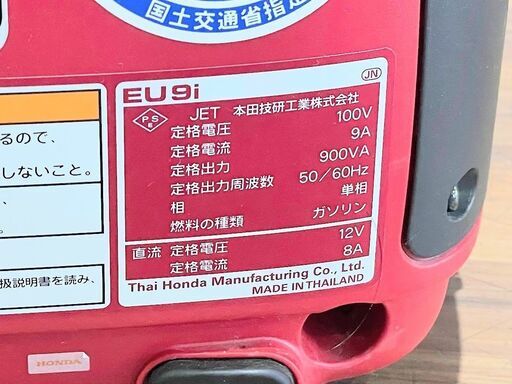 国土交通省指定
EU9i
JN
PS
E
JET 本田技研工業株式会社
定格電圧 100V
定格電流 9A
定格出力 900VA
定格出力周波数 50/60Hz
相 単相
燃料の種類 ガソリン
直流 定格電圧 12V
定格電流 8A
Thai Honda Manufacturing Co., Ltd.
MADE IN THAILAND
るので、
しないこと。
扱説明書を読み、
HONDA